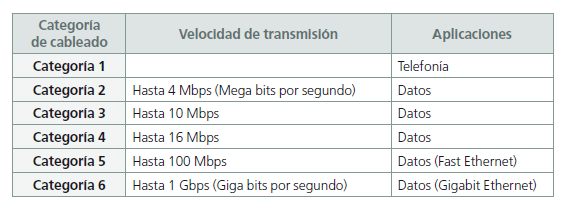 Categoría de cableado Velocidad de transmisión Aplicaciones
Categoría 1 Telefonía
Categoría 2 Hasta 4 Mbps (Mega bits por segundo) Datos
Categoría 3 Hasta 10 Mbps Datos
Categoría 4 Hasta 16 Mbps Datos
Categoría 5 Hasta 100 Mbps Datos (Fast Ethernet)
Categoría 6 Hasta 1 Gbps (Giga bits por segundo) Datos (Gigabit Ethernet)